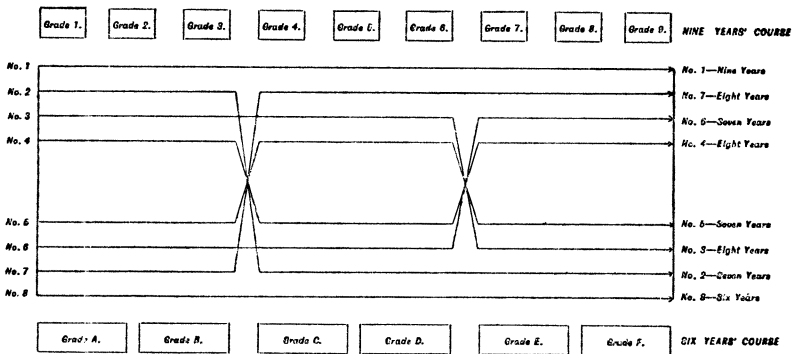 Grade 1. Grade 2. Grade 3. Grade 4. Grade 5. Grade 6. Grade 7. Grade 8. Grade 9. NINE YEARS' COURSE
No. 1 No. 1—Nine Years
No. 2 No. 7—Eight Years
No. 3 No. 6—Seven Years
No. 4 No. 4—Eight Years
No. 5 No. 5—Seven Years
No. 6 No. 3—Eight Years
No. 7 No. 2—Seven Years
No. 8 No. 8—Six Years
Grade A. Grade B. Grade C. Grade D. Grade E. Grade F. SIX YEARS' COURSE